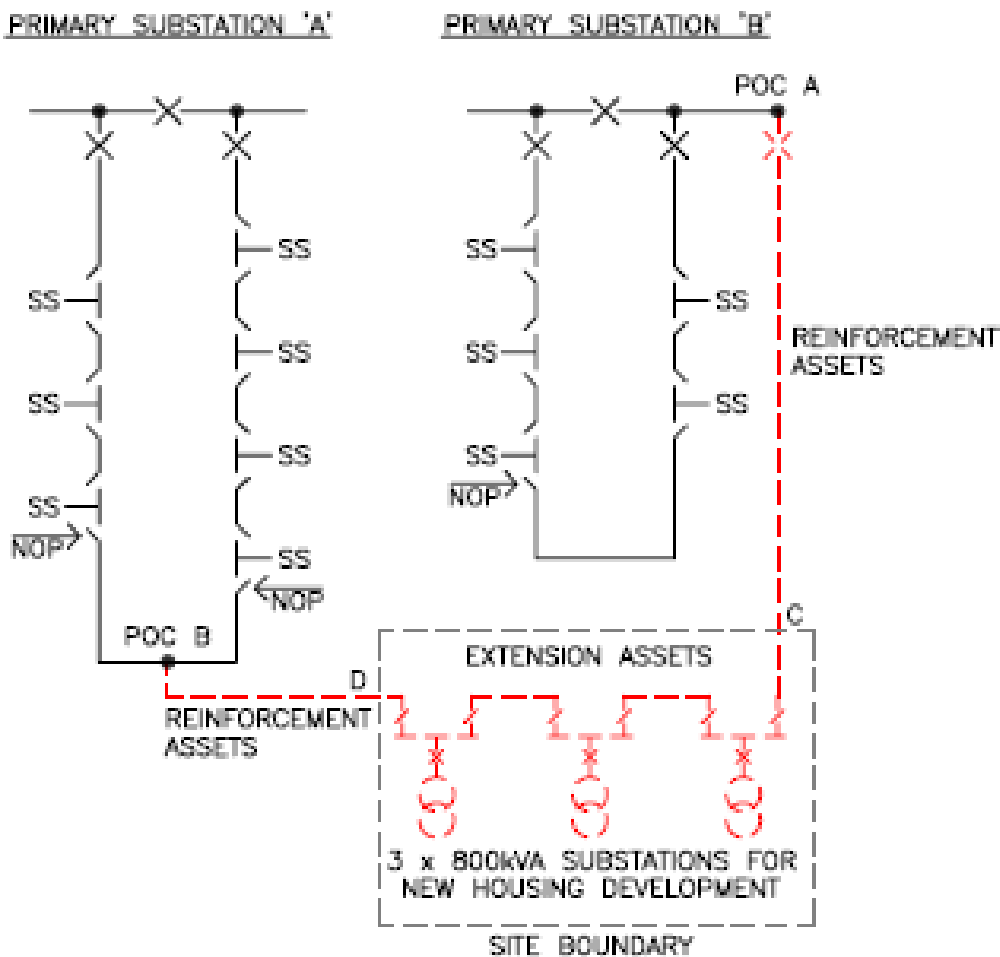 PRIMARY SUBSTATION 'A'
PRIMARY SUBSTATION 'B'
POC A
SS
SS
SS
SS
SS
SS
SS
NOP
NOP
SS
SS
SS
SS
SS
NOP
REINFORCEMENT
ASSETS
POC B
D
C
REINFORCEMENT
ASSETS
EXTENSION ASSETS
3 x 800kVA SUBSTATIONS FOR
NEW HOUSING DEVELOPMENT
SITE BOUNDARY